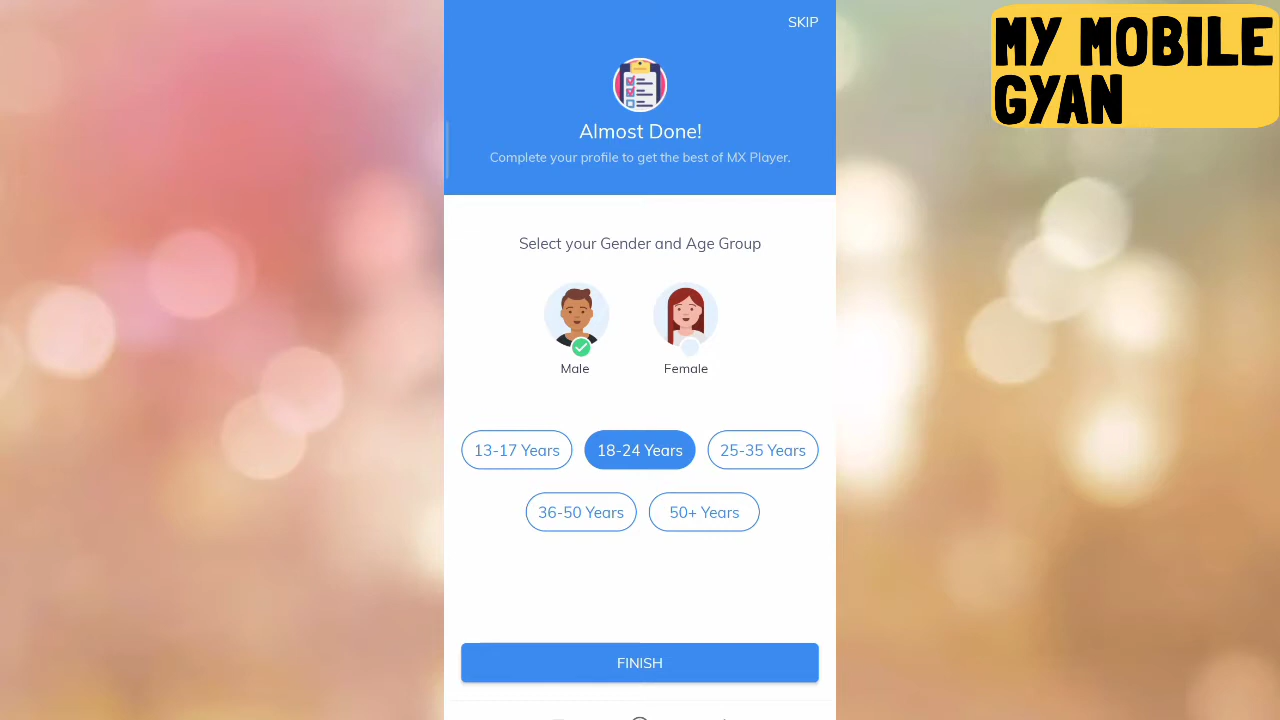 MY MOBILE
GYAN
SKIP
Almost Done!
Complete your profile to get the best of MX Player.
Select your Gender and Age Group
Male Female
13-17 Years 18-24 Years 25-35 Years
36-50 Years 50+ Years
FINISH